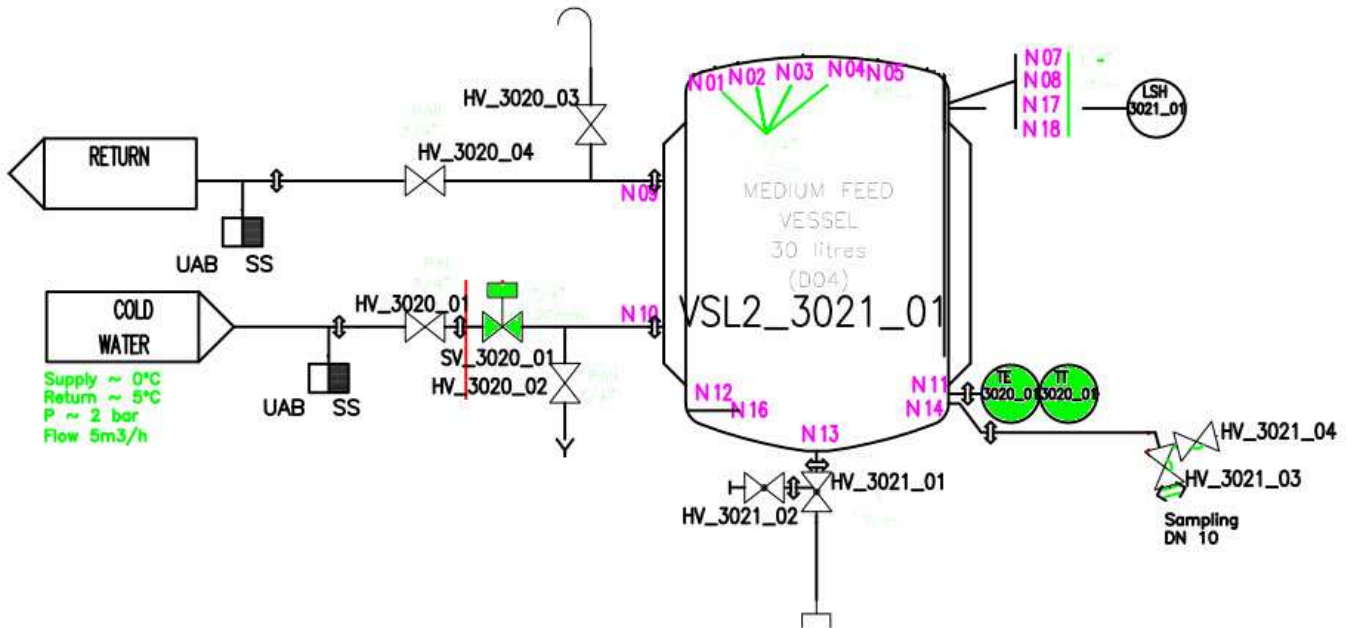 N07
N01 N02 N03 N04 N05
N08
HV_3020_03
N17
LSH
3021_01
N18
RETURN
HV_3020_04
N09
MEDIUM FEED
VESSEL
30 litres
(D04)
UAB SS
COLD
WATER
HV_3020_01
N10
VSL2_3021_01
SV_3020_01
HV_3020_02
Supply ~ 0°C
Return ~ 5°C
P ~ 2 bar
Flow 5m3/h
UAB SS
N12
N16
N11
N14
TE
3020_01
TT
3020_01
N13
HV_3021_01
HV_3021_02
HV_3021_04
HV_3021_03
Sampling
DN 10